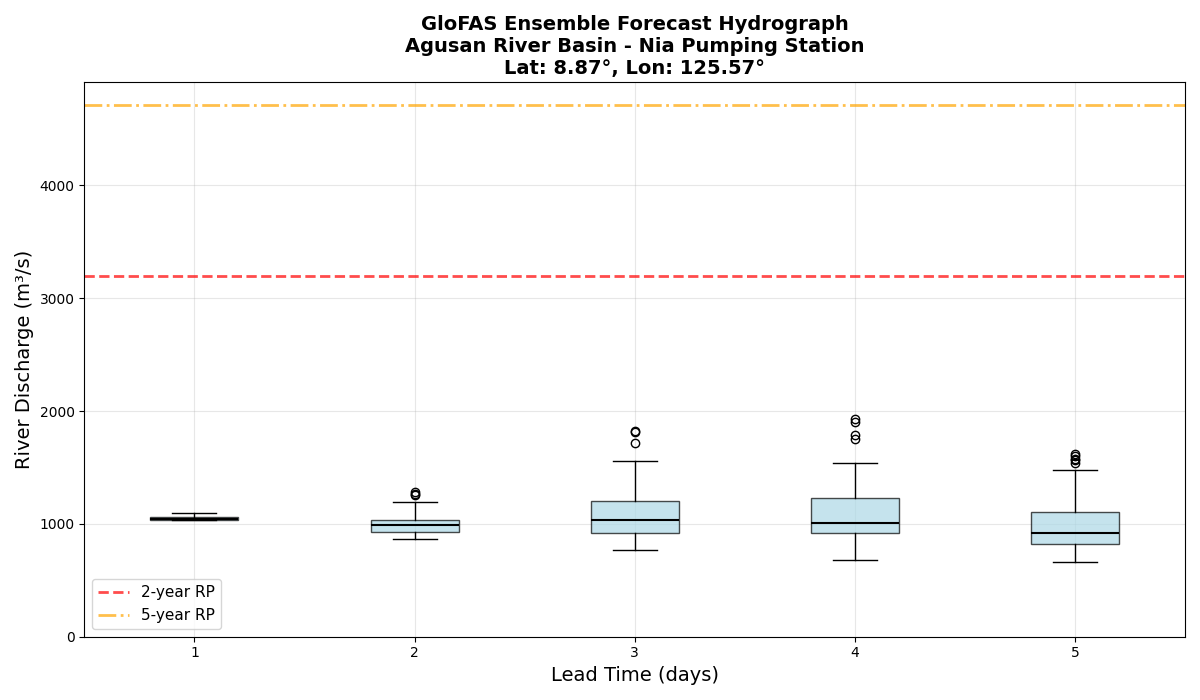 GloFAS Ensemble Forecast Hydrograph
Agusan River Basin - Nia Pumping Station
Lat: 8.87°, Lon: 125.57°
River Discharge (m³/s)
4000
3000
2000
1000
0
2-year RP
5-year RP
1 2 3 4 5
Lead Time (days)